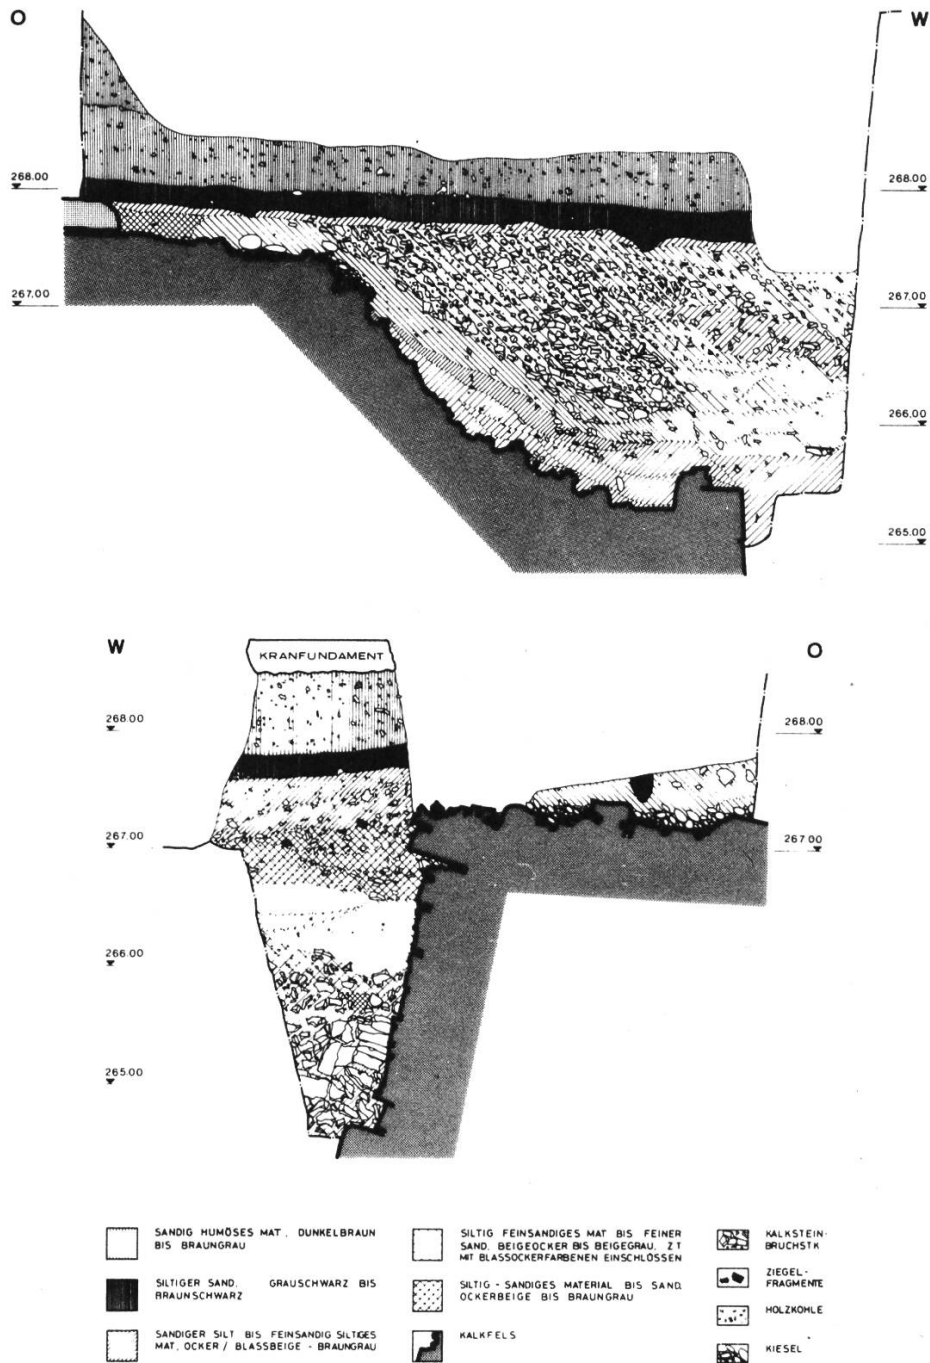 O
W
268.00
268.00
267.00
267.00
266.00
265.00
W
O
KRANFUNDAMENT
268.00
268.00
267.00
267.00
266.00
265.00
SANDIG HUMÖSES MAT., DUNKELBRAUN
BIS BRAUNGRAU
SILTIGER SAND, GRAUSCHWARZ BIS
BRAUNSCHWARZ
SANDIGER SILT BIS FEINSANDIG SILTIGES
MAT, OCKER / BLASSBEIGE - BRAUNGRAU
SILTIG FEINSANDIGES MAT BIS FEINER
SAND, BEIGEOCKER BIS BEIGEGRAU, Z T
MIT BLASSOCKERFARBENEN EINSCHLÖSSEN
SILTIG - SANDIGES MATERIAL BIS SAND,
OCKERBEIGE BIS BRAUNGRAU
KALKFELS
KALKSTEIN-
BRUCHSTK
ZIEGEL-
FRAGMENTE
HOLZKOHLE
KIESEL